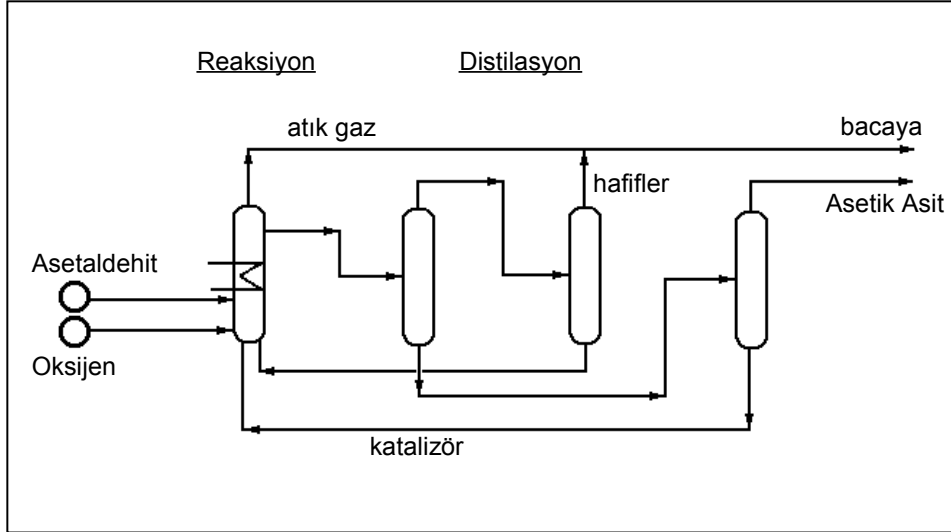 Reaksiyon
Distilasyon
atık gaz
bacaya
hafifler
Asetik Asit
Asetaldehit
Oksijen
katalizör